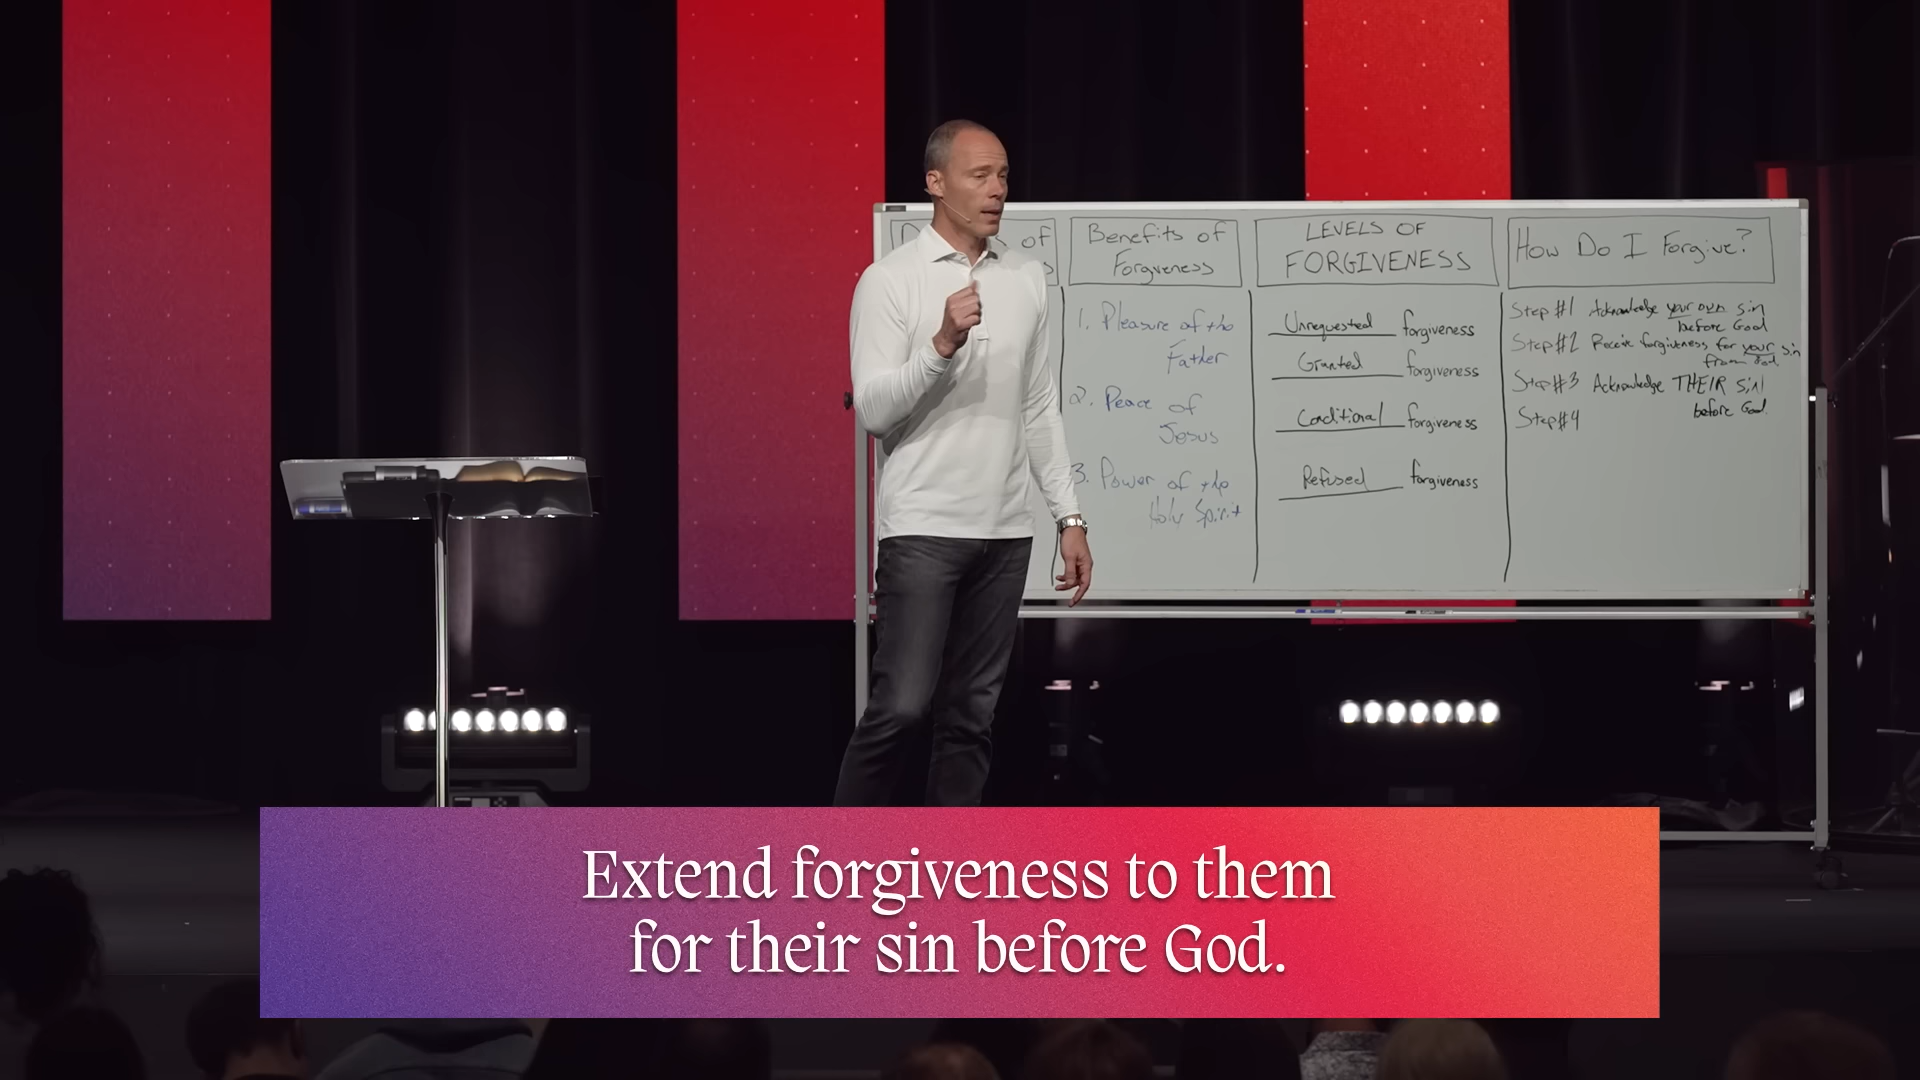 of
Benefits of
Forgiveness
1. Pleasure of the
Father
2. Peace of
Jesus
3. Power of the
Holy Spirit
LEVELS OF
FORGIVENESS
Unrequested forgiveness
Granted forgiveness
Conditional forgiveness
Refused forgiveness
How Do I Forgive?
Step #1 Acknowledge your own sin
before God
Step #2 Receive forgiveness for your sin
from God
Step #3 Acknowledge THEIR sin
before God.
Step #4
Extend forgiveness to them
for their sin before God.